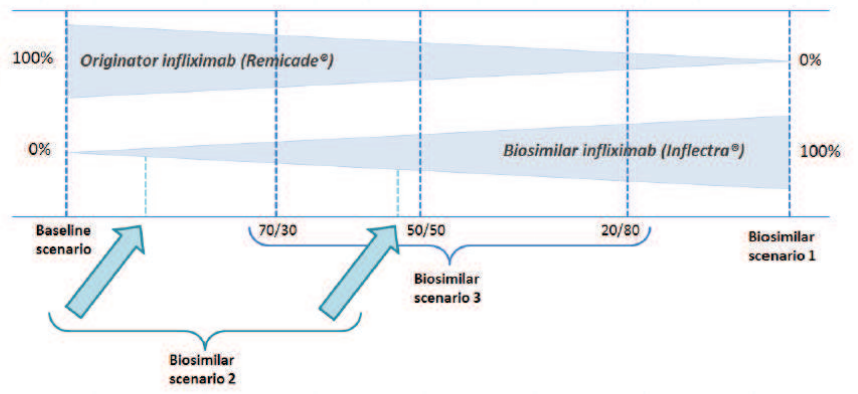 100%
Originator infliximab (Remicade®)
0%
0%
Biosimilar infliximab (Inflectra®)
100%
Baseline
scenario
70/30
50/50
20/80
Biosimilar
scenario 1
Biosimilar
scenario 3
Biosimilar
scenario 2